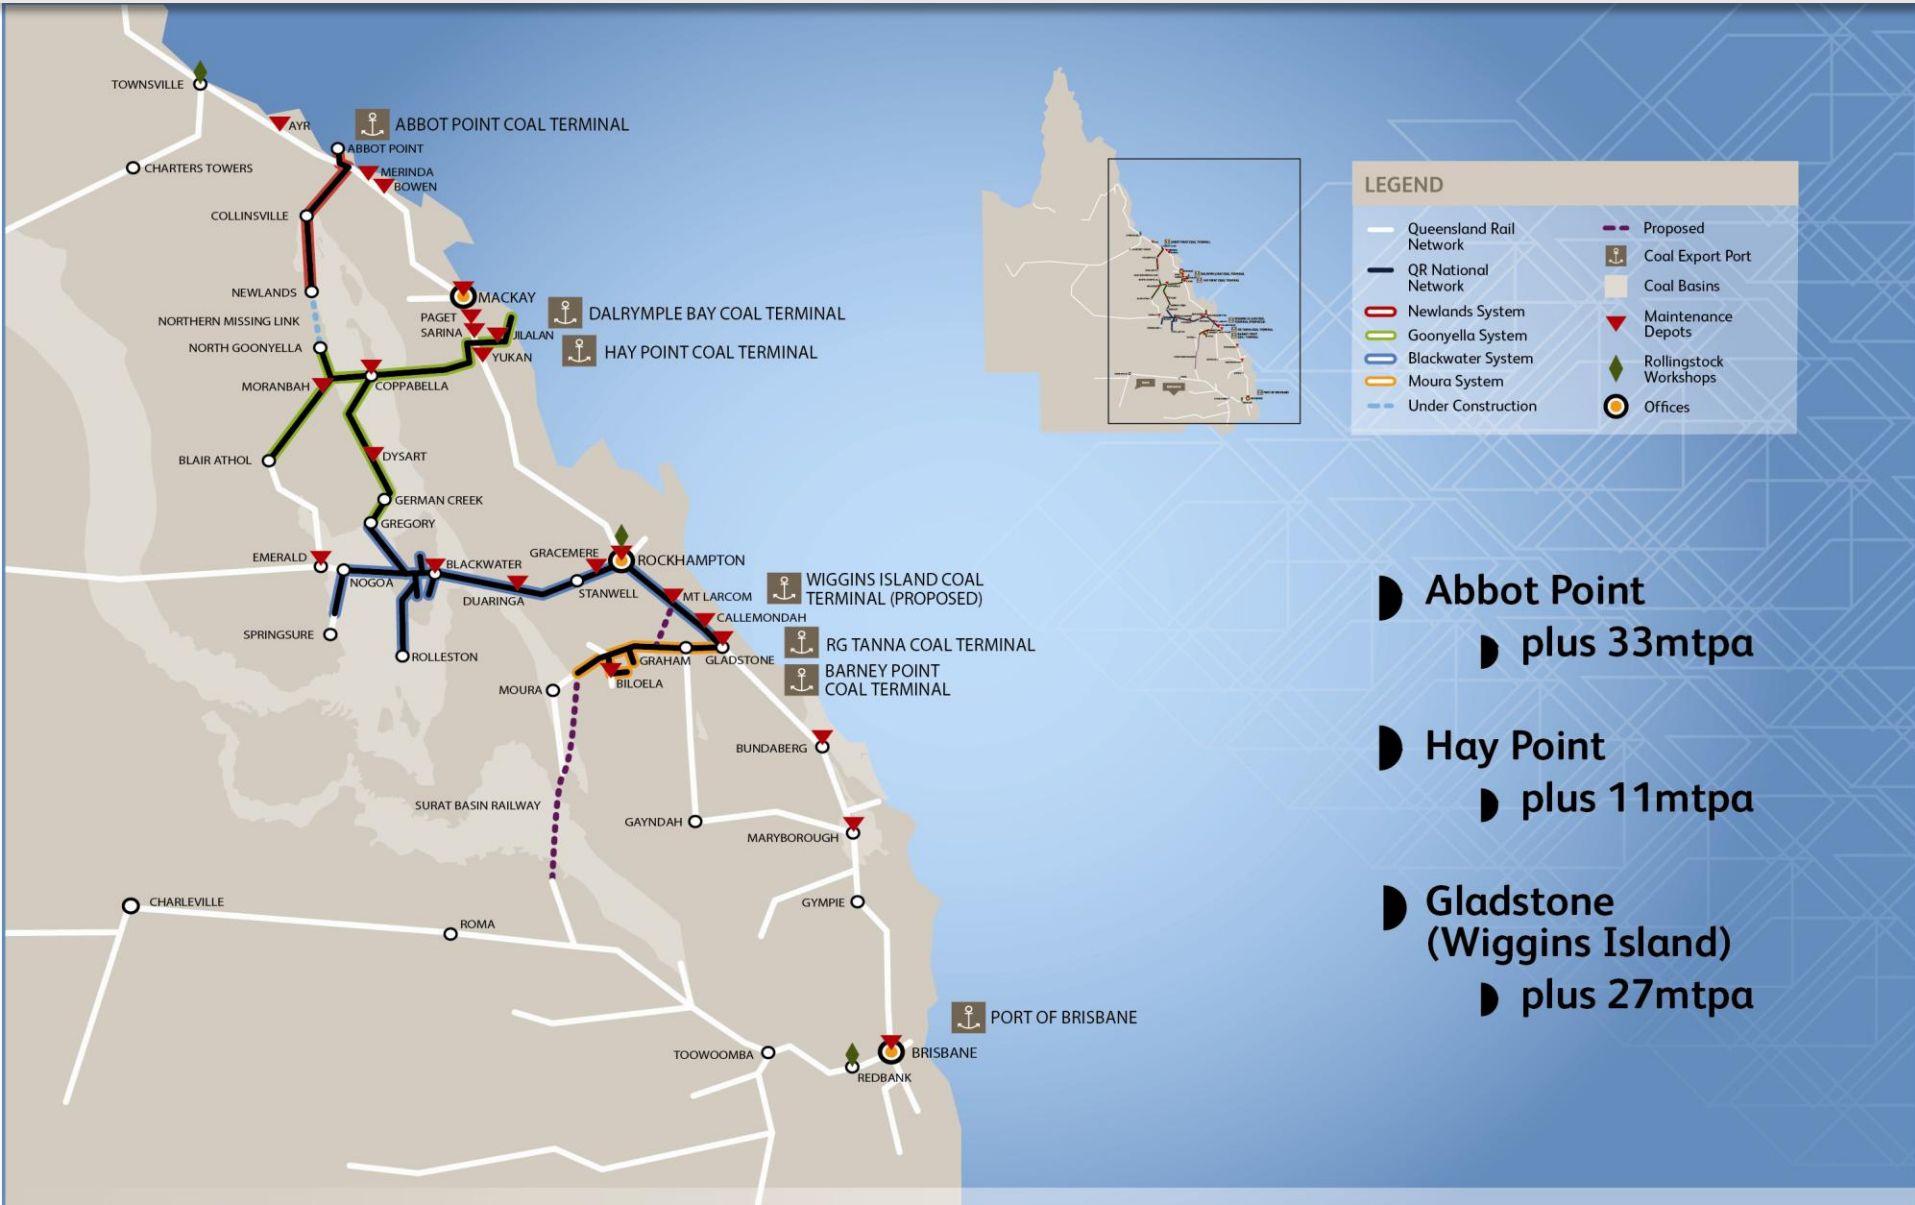 TOWNSVILLE
AYR
ABBOT POINT COAL TERMINAL
ABBOT POINT
CHARTERS TOWERS
MERINDA
BOWEN
COLLINSVILLE
NEWLANDS
MACKAY
NORTHERN MISSING LINK
PAGET
SARINA
DALRYMPLE BAY COAL TERMINAL
JILALAN
NORTH GOONYELLA
YUKAN
HAY POINT COAL TERMINAL
MORANBAH
COPPABELLA
BLAIR ATHOL
DYSART
GERMAN CREEK
GREGORY
EMERALD
BLACKWATER
GRACEMERE
ROCKHAMPTON
NOGOA
DUARINGA
STANWELL
MT LARCOM
WIGGINS ISLAND COAL
TERMINAL (PROPOSED)
CALLEMONDAH
SPRINGSURE
ROLLESTON
GRAHAM
GLADSTONE
RG TANNA COAL TERMINAL
BARNEY POINT
COAL TERMINAL
MOURA
BILOELA
BUNDABERG
SURAT BASIN RAILWAY
GAYNDAH
MARYBOROUGH
CHARLEVILLE
GYMPIE
ROMA
PORT OF BRISBANE
TOOWOOMBA
BRISBANE
REDBANK
LEGEND
Queensland Rail
Network
QR National
Network
Newlands System
Goonyella System
Blackwater System
Moura System
Under Construction
Proposed
Coal Export Port
Coal Basins
Maintenance
Depots
Rollingstock
Workshops
Offices
Abbot Point
plus 33mtpa
Hay Point
plus 11mtpa
Gladstone
(Wiggins Island)
plus 27mtpa